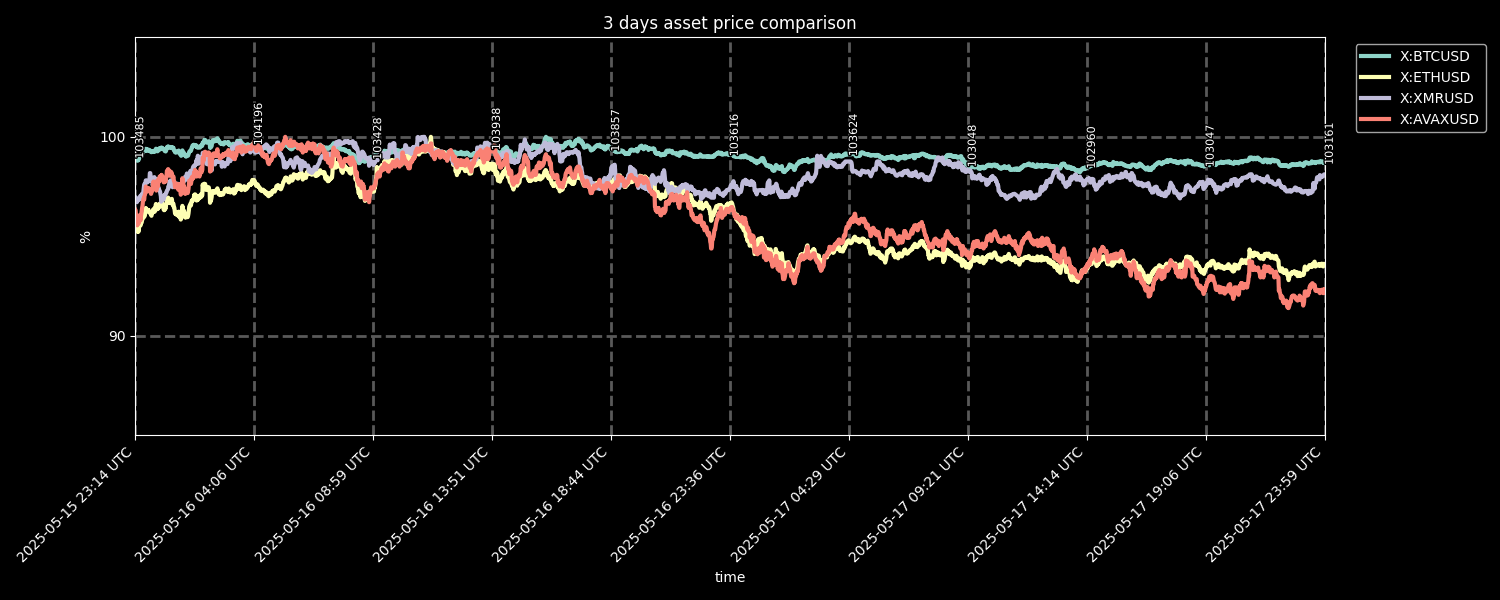 3 days asset price comparison
X:BTCUSD
X:ETHUSD
X:XMRUSD
X:AVAXUSD
100
90
%
103485
104196
103428
103938
103857
103616
103624
103048
102960
103047
103161
2025-05-15 23:14 UTC
2025-05-16 04:06 UTC
2025-05-16 08:59 UTC
2025-05-16 13:51 UTC
2025-05-16 18:44 UTC
2025-05-16 23:36 UTC
2025-05-17 04:29 UTC
2025-05-17 09:21 UTC
2025-05-17 14:14 UTC
2025-05-17 19:06 UTC
2025-05-17 23:59 UTC
time